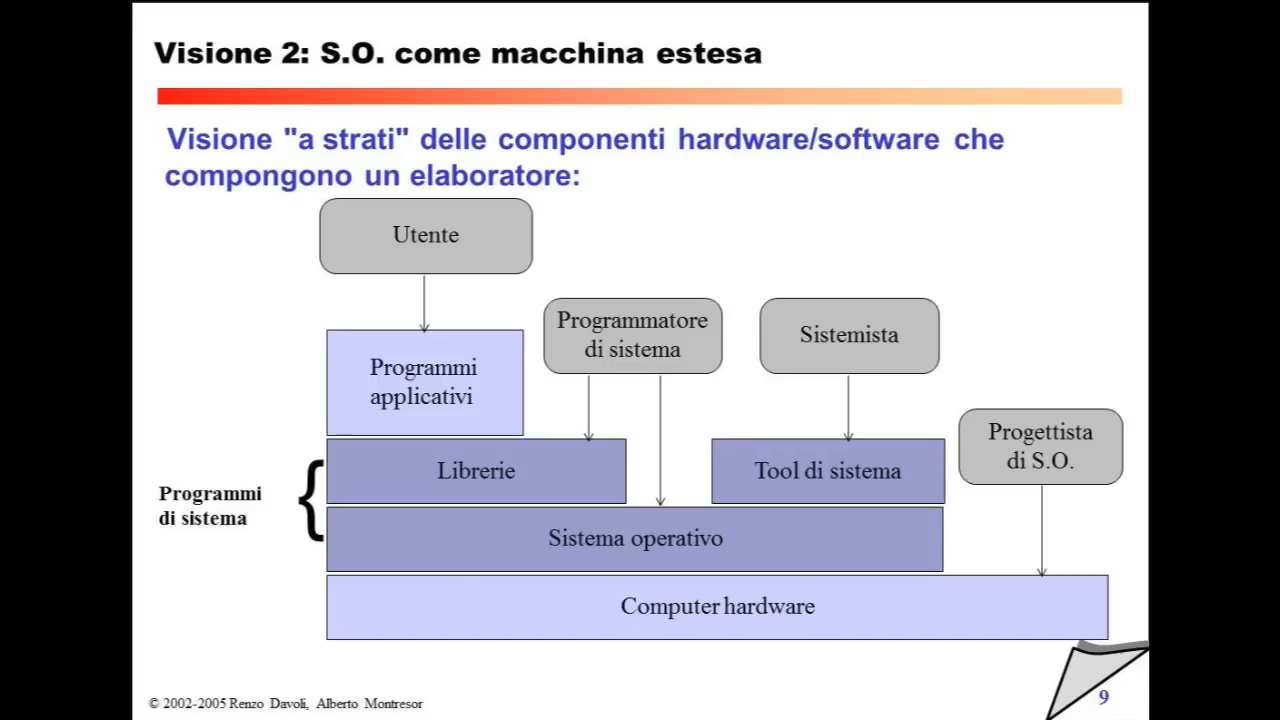 Visione 2: S.O. come macchina estesa
Visione "a strati" delle componenti hardware/software che
compongono un elaboratore:
Utente
Programmatore
di sistema
Sistemista
Programmi
applicativi
Progettista
di S.O.
Librerie
Tool di sistema
Programmi
di sistema
{
Sistema operativo
Computer hardware
© 2002-2005 Renzo Davoli, Alberto Montresor
9